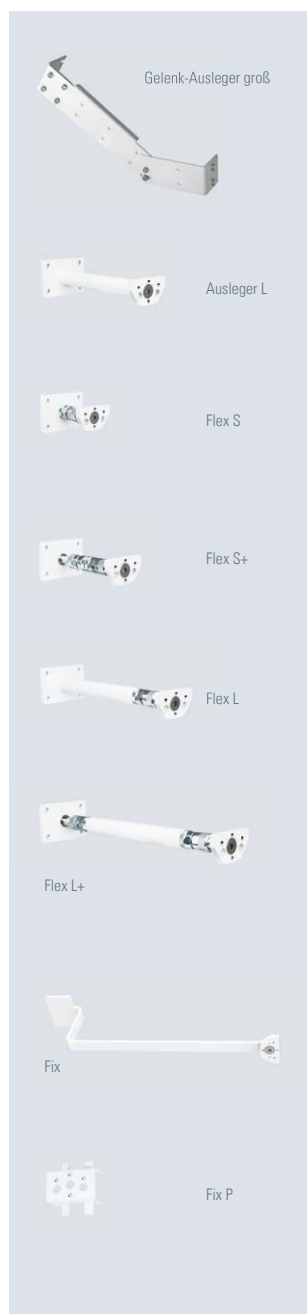 Gelenk-Ausleger groß
Ausleger L
Flex S
Flex S+
Flex L
Flex L+
Fix
Fix P